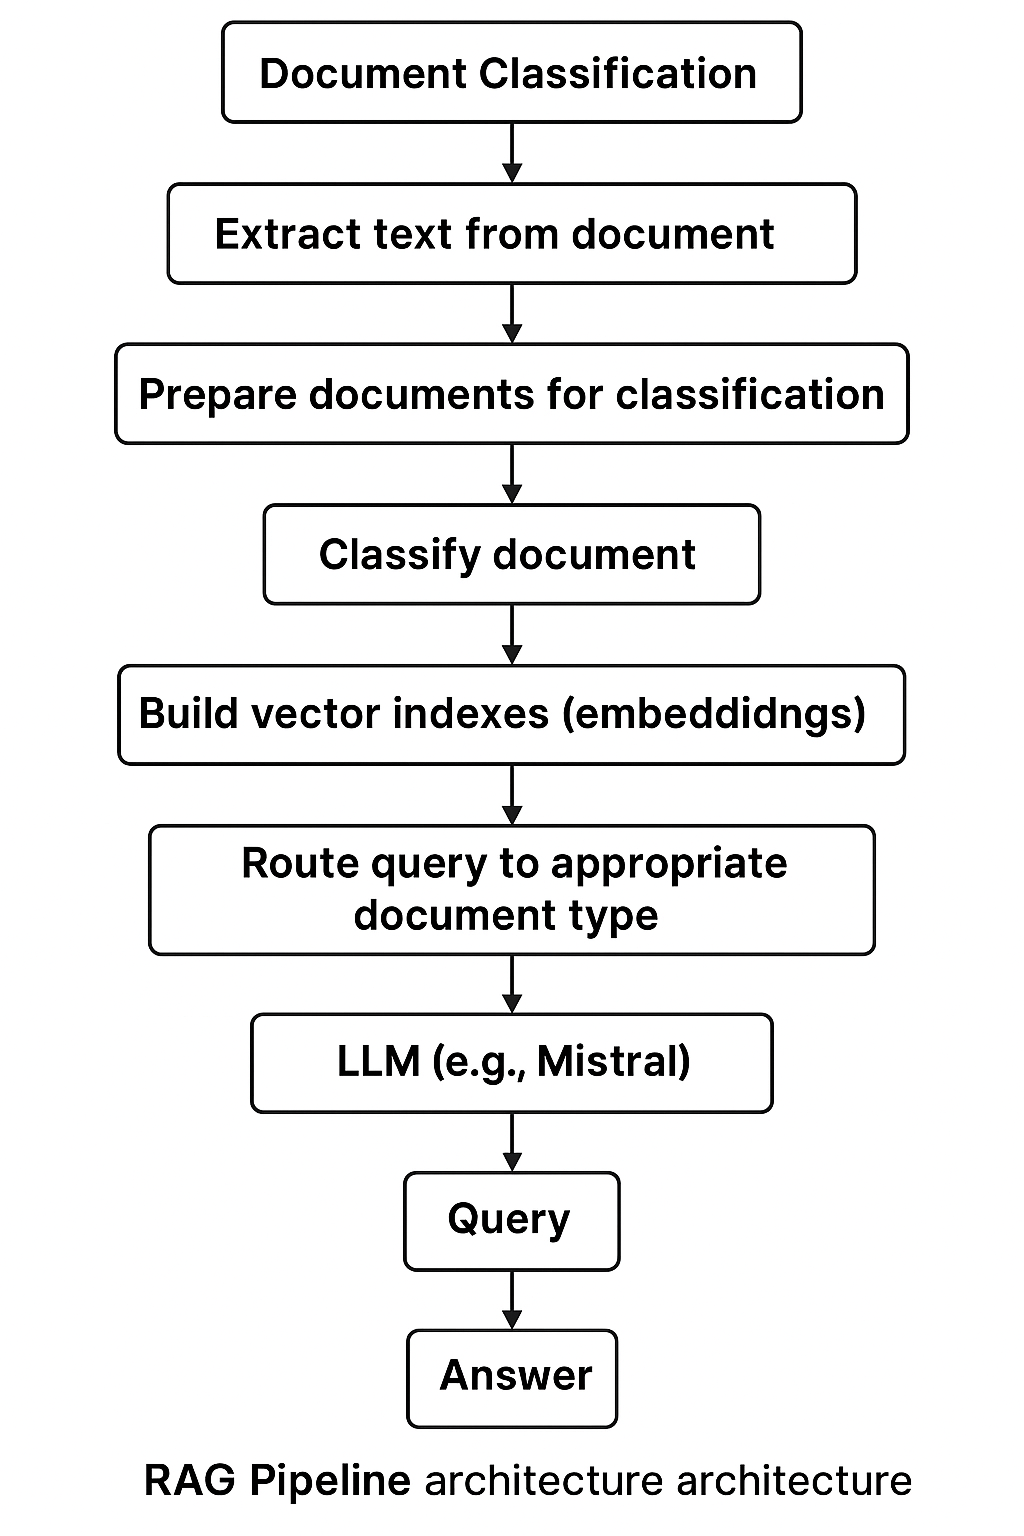 Document Classification
Extract text from document
Prepare documents for classification
Classify document
Build vector indexes (embeddidngs)
Route query to appropriate
document type
LLM (e.g., Mistral)
Query
Answer
RAG Pipeline architecture architecture